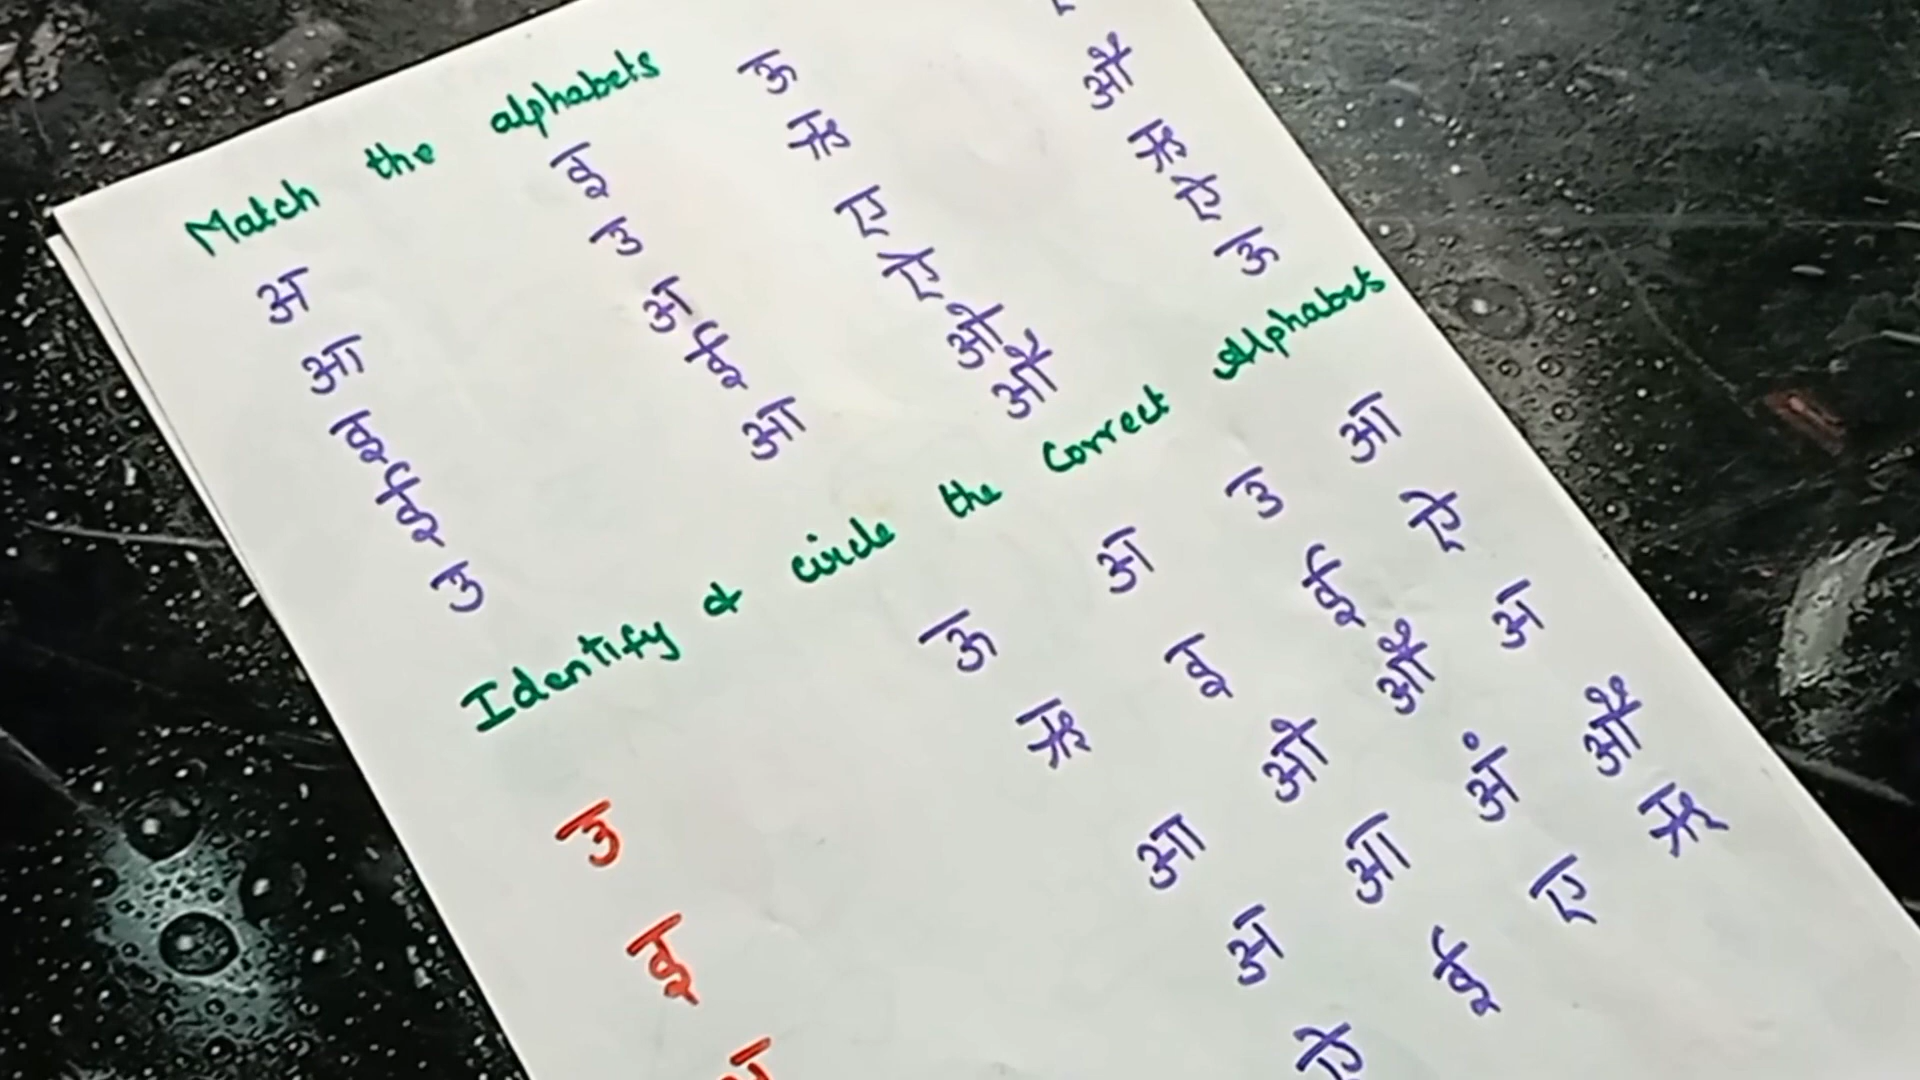 Match the alphabets
अ इ ऊ
आ उ ऋ
इ अ ए औ
ई ई ऐ ऋ
उ आ ओ ऐ
औ ऊ
Identify & circle the correct alphabets
उ ऊ अ उ आ
इ ऋ इ ई ऐ
आ ओ औ अ
अ आ अं औ
ऐ ई ए ऋ